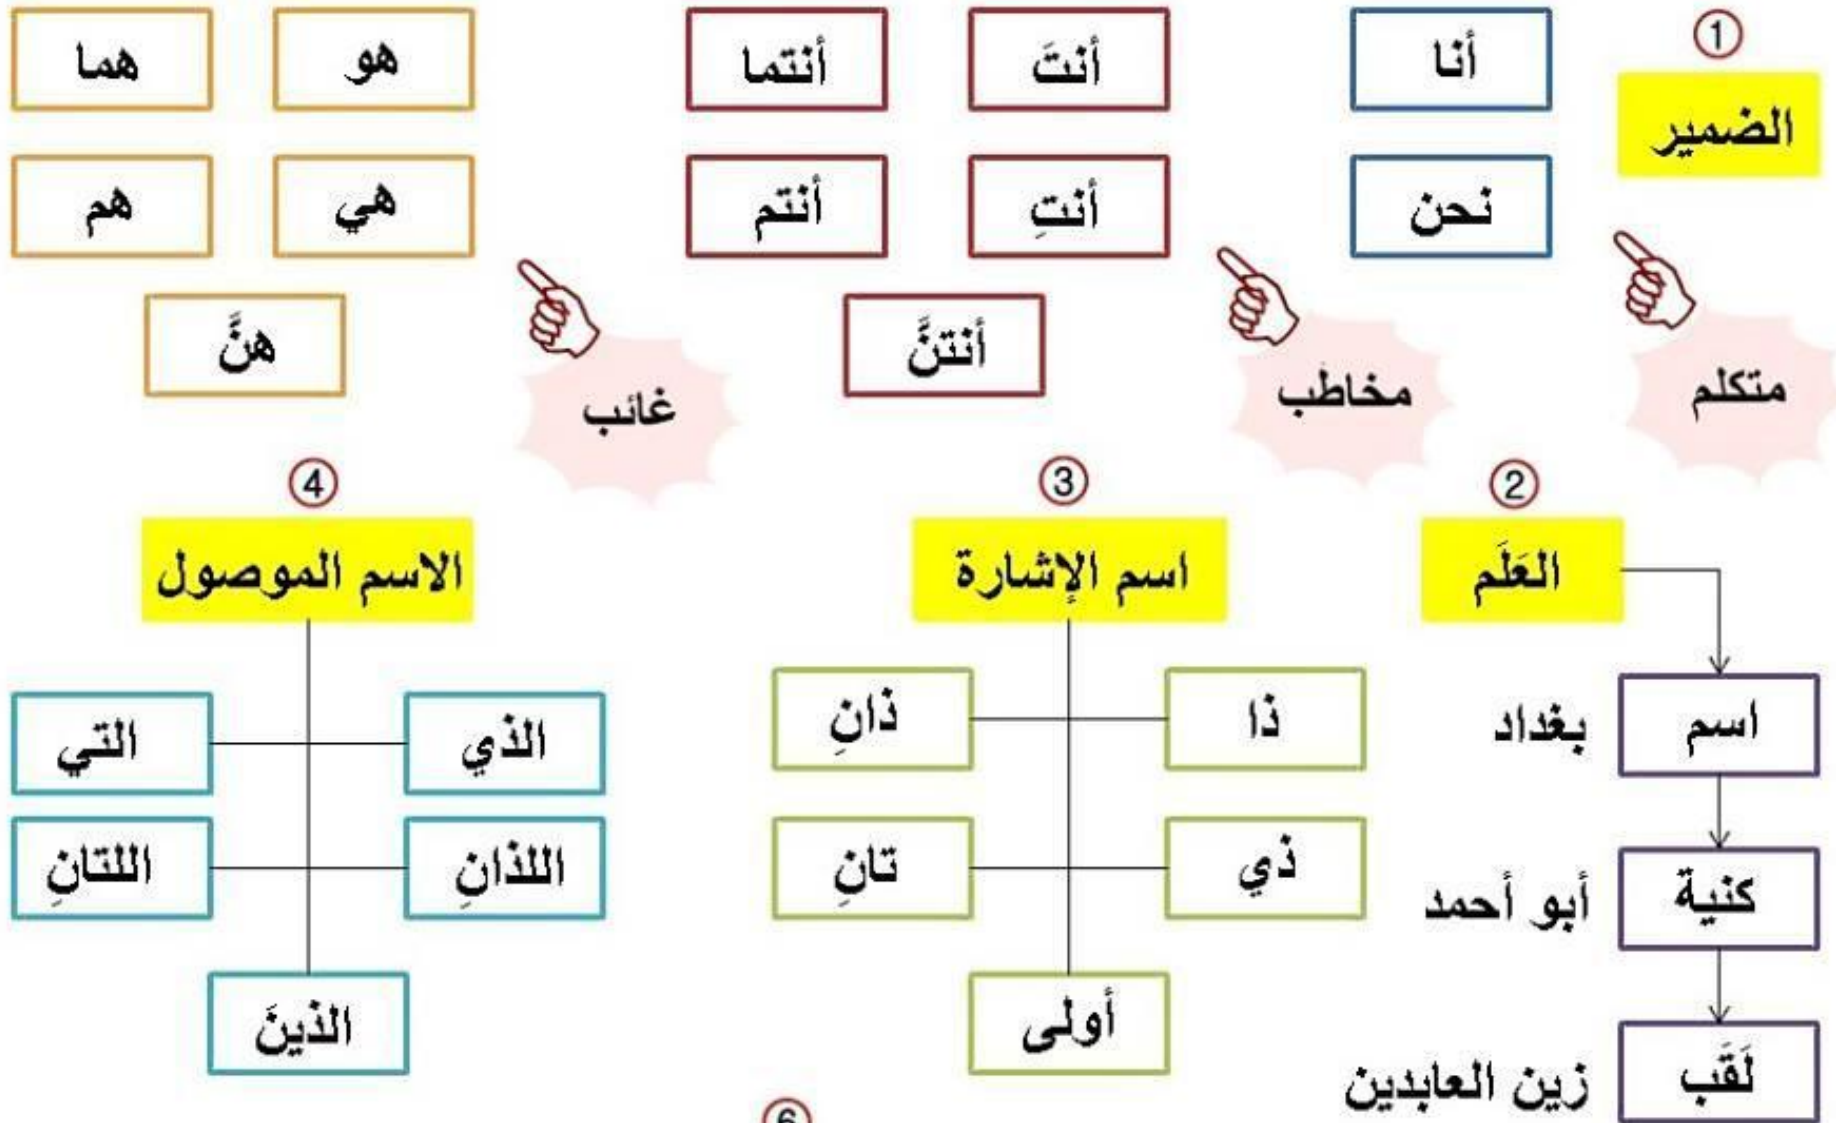 ①
الضمير
أنا
نحن
متكلم
أنتَ
أنتما
أنتِ
أنتم
أنتنَّ
مخاطب
هو
هما
هي
هم
هنَّ
غائب
②
العَلَم
اسم
بغداد
كنية
أبو أحمد
لَقَب
زين العابدين
③
اسم الإشارة
ذا
ذانِ
ذي
تانِ
أولى
④
الاسم الموصول
الذي
التي
اللذانِ
اللتانِ
الذينَ
⑥